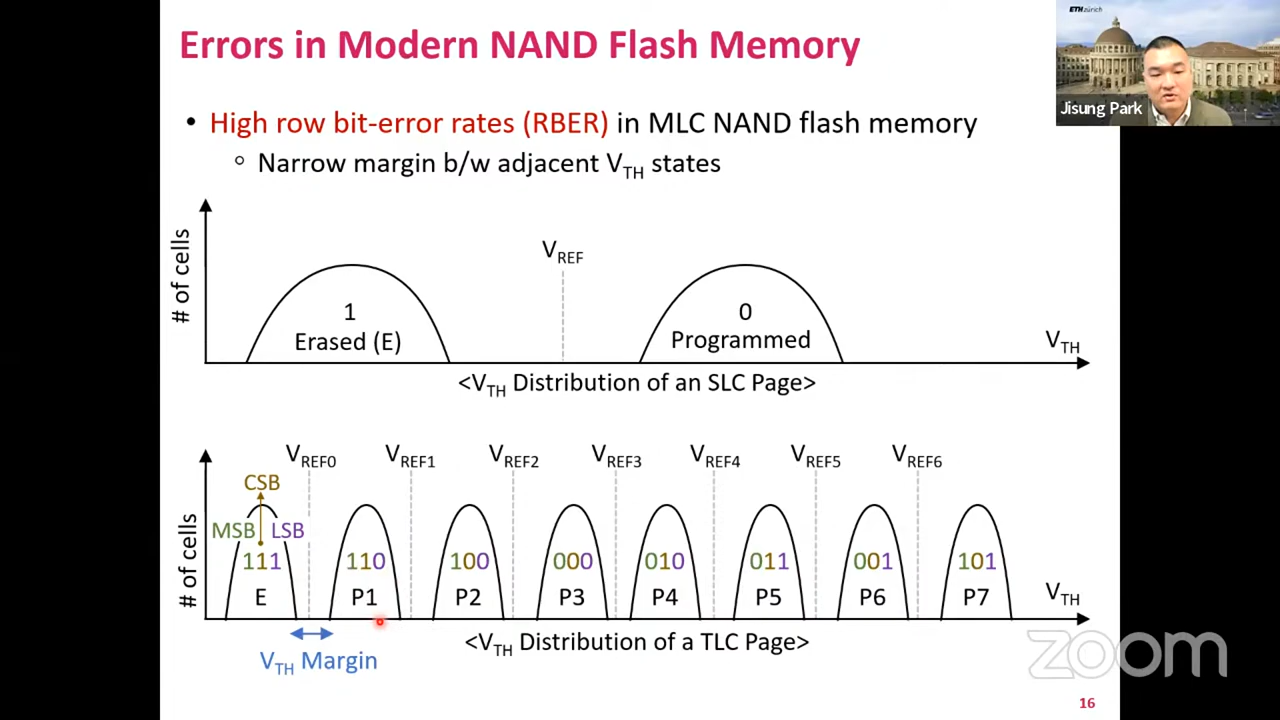 Errors in Modern NAND Flash Memory
ETH zürich
Jisung Park
• High row bit-error rates (RBER) in MLC NAND flash memory
○ Narrow margin b/w adjacent VTH states
# of cells
VREF
1
Erased (E)
0
Programmed
VTH
<VTH Distribution of an SLC Page>
# of cells
VREF0 VREF1 VREF2 VREF3 VREF4 VREF5 VREF6
CSB
MSB LSB
111 110 100 000 010 011 001 101
E P1 P2 P3 P4 P5 P6 P7
VTH
<VTH Distribution of a TLC Page>
VTH Margin
zoom
16